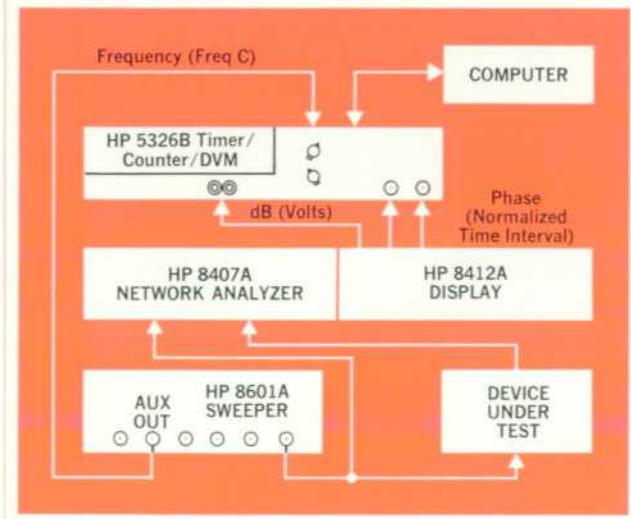 Frequency (Freq C)
COMPUTER
HP 5326B Timer/
Counter/DVM
dB (Volts)
Phase
(Normalized
Time Interval)
HP 8407A
NETWORK ANALYZER
HP 8412A
DISPLAY
AUX
OUT
HP 8601A
SWEEPER
DEVICE
UNDER
TEST